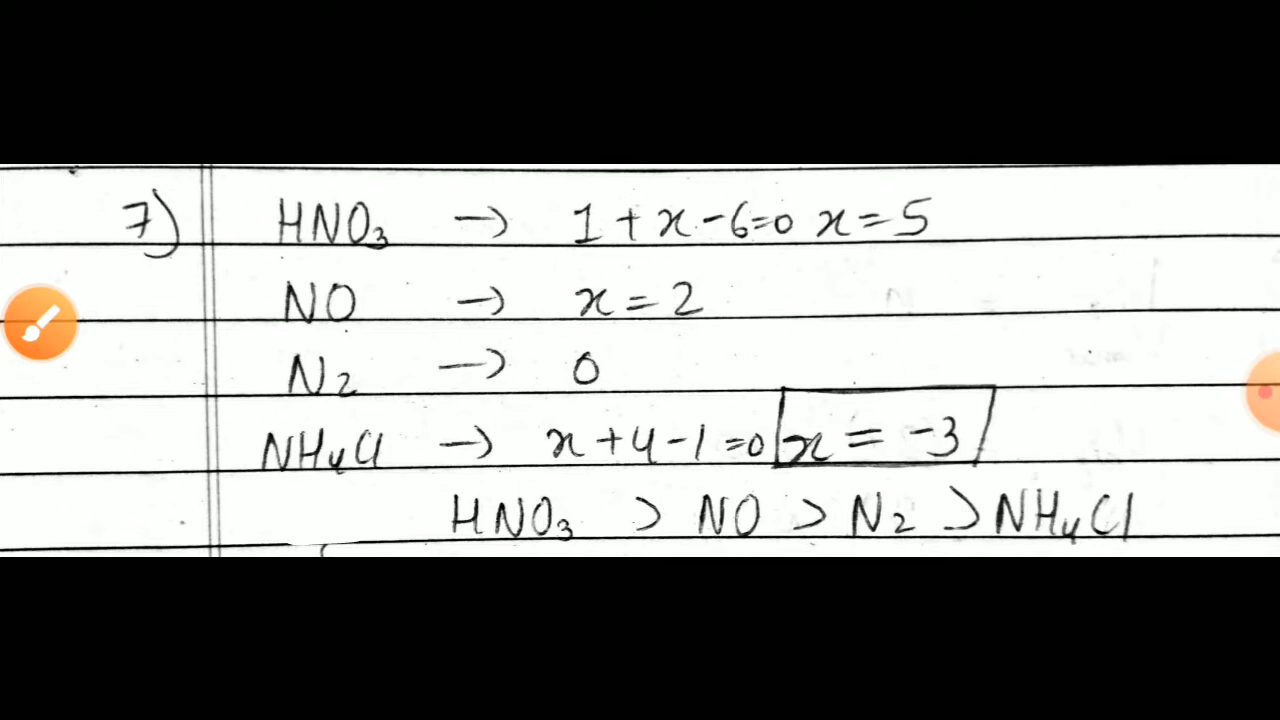 7) HNO₃ → 1 + x - 6 = 0 x = 5
NO → x = 2
N₂ → 0
NH₄Cl → x + 4 - 1 = 0 x = -3
HNO₃ > NO > N₂ > NH₄Cl